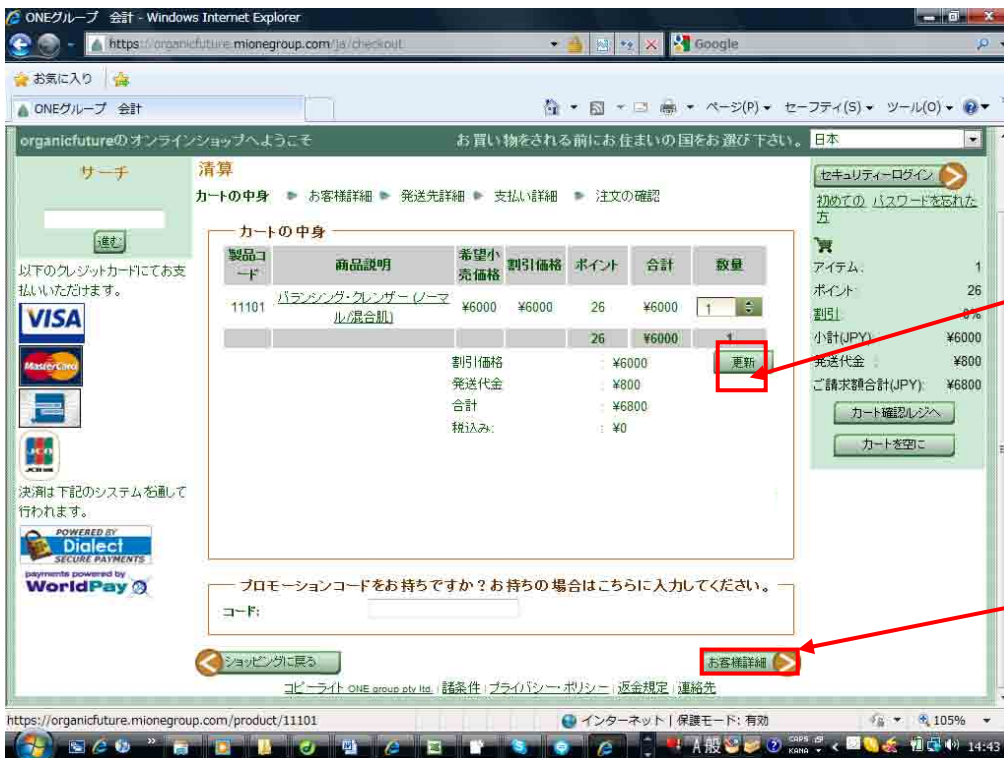 ONEグループ 会計 - Windows Internet Explorer
https://organicfuture.mionegroup.com/ja/checkout
Google
お気に入り
ONEグループ 会計
ページ(P)
セーフティ(S)
ツール(O)
organicfutureのオンラインショップへようこそ
お買い物をされる前にお住まいの国をお選び下さい。
日本
サーチ
進む
以下のクレジットカードにてお支
払いいただけます。
VISA
MasterCard
JCB
決済は下記のシステムを通して
行われます。
POWERED BY
Dialect
SECURE PAYMENTS
payments powered by
WorldPay
清算
カートの中身 お客様詳細 発送先詳細 支払い詳細 注文の確認
カートの中身
製品コ
ード
商品説明
希望小
売価格
割引価格
ポイント
合計
数量
11101
バランシング・クレンザー (ノーマ
ル/混合肌)
¥6000 ¥6000 26 ¥6000 1
26 ¥6000 1
更新
割引価格 : ¥6000
発送代金 : ¥800
合計 : ¥6800
税込み: : ¥0
プロモーションコードをお持ちですか?お持ちの場合はこちらに入力してください。
コード:
ショッピングに戻る
お客様詳細
コピーライト ONE group pty ltd. | 諸条件 | プライバシー・ポリシー | 返金規定 | 連絡先
セキュリティーログイン
初めての パスワードを忘れた
方
アイテム: 1
ポイント: 26
割引: 0%
小計(JPY): ¥6000
発送代金 : ¥800
ご請求額合計(JPY): ¥6800
カート確認レジへ
カートを空に
https://organicfuture.mionegroup.com/product/11101
インターネット | 保護モード: 有効
105%
A 般
CAPS
KANA
14:43